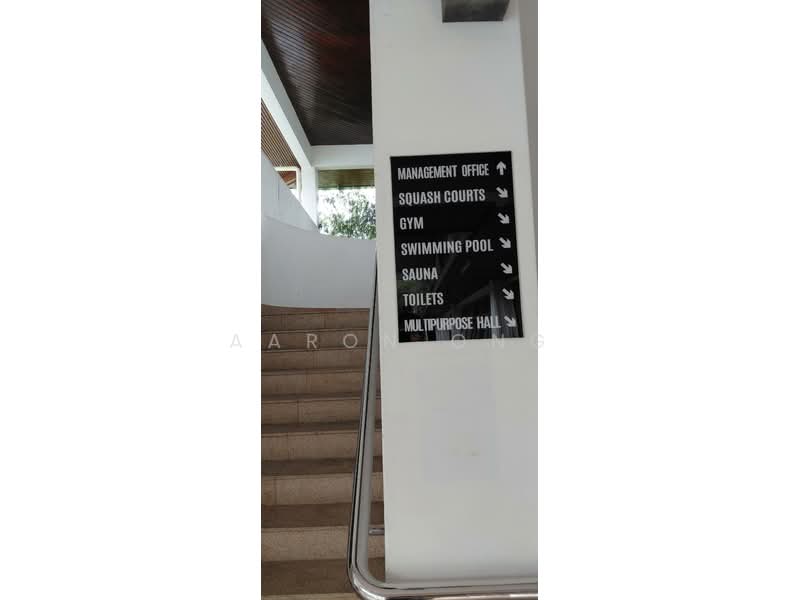 MANAGEMENT OFFICE ↑
SQUASH COURTS ↘
GYM ↘
SWIMMING POOL ↘
SAUNA ↘
TOILETS ↘
MULTIPURPOSE HALL ↘
AARON ONG